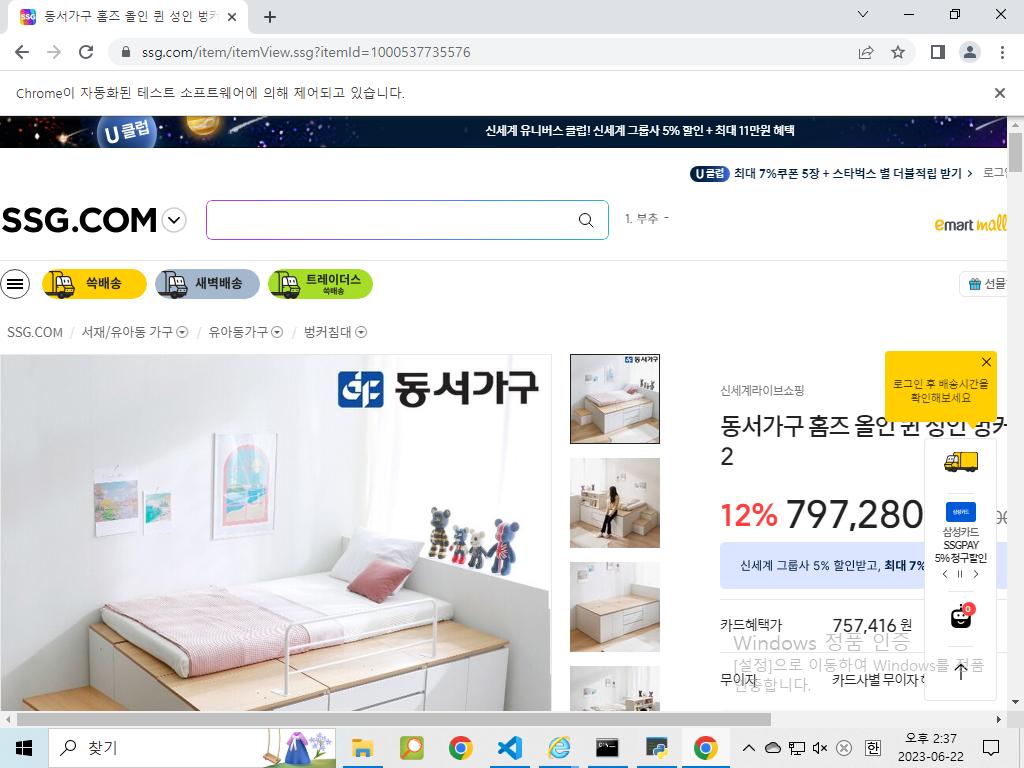 동서가구 홈즈 올인 퀸 성인 벙커
ssg.com/item/itemView.ssg?itemId=1000537735576
Chrome이 자동화된 테스트 소프트웨어에 의해 제어되고 있습니다.
U 클럽
신세계 유니버스 클럽! 신세계 그룹사 5% 할인 + 최대 11만원 혜택
U 클럽 최대 7%쿠폰 5장 + 스타벅스 별 더블적립 받기 로그인
SSG.COM
1. 부추 -
emart mall
쓱배송
새벽배송
트레이더스
쓱배송
선물
SSG.COM / 서재/유아동 가구 / 유아동가구 / 벙커침대
동서가구
로그인 후 배송시간을
확인해보세요
신세계라이브쇼핑
동서가구 홈즈 올인 퀸 성인 벙커
2
12% 797,280
신세계 그룹사 5% 할인받고, 최대 7%
삼성카드
삼성카드
SSGPAY
5% 청구할인
0
카드혜택가 757,416 원
무이자 카드사별 무이자
Windows 정품 인증
[설정]으로 이동하여 Windows를 정품
인증합니다.
찾기
한
오후 2:37
2023-06-22